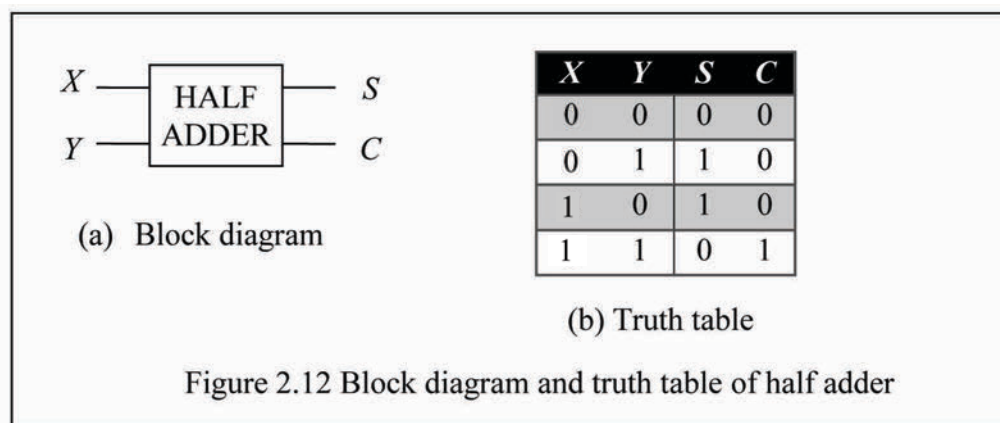 X
HALF
ADDER
Y
S
C
(a) Block diagram
X Y S C
0 0 0 0
0 1 1 0
1 0 1 0
1 1 0 1
(b) Truth table
Figure 2.12 Block diagram and truth table of half adder